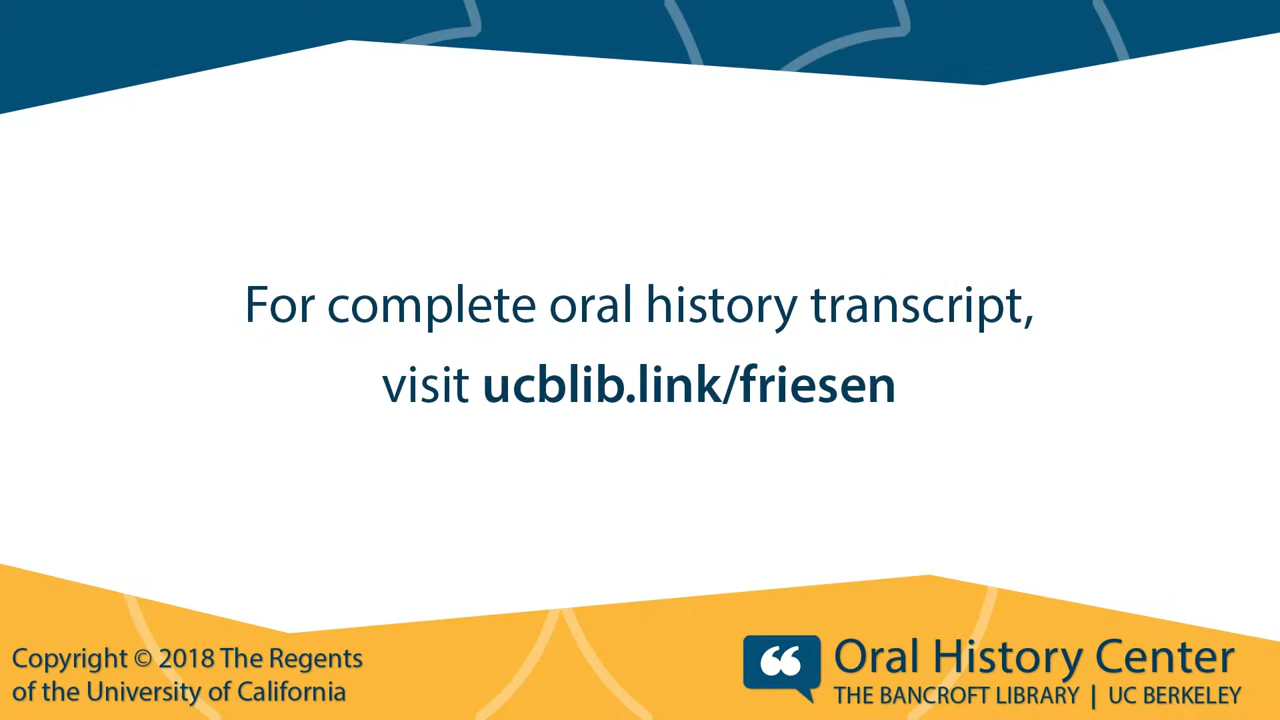 For complete oral history transcript,
visit ucblib.link/friesen
Copyright © 2018 The Regents
of the University of California
Oral History Center
THE BANCROFT LIBRARY | UC BERKELEY